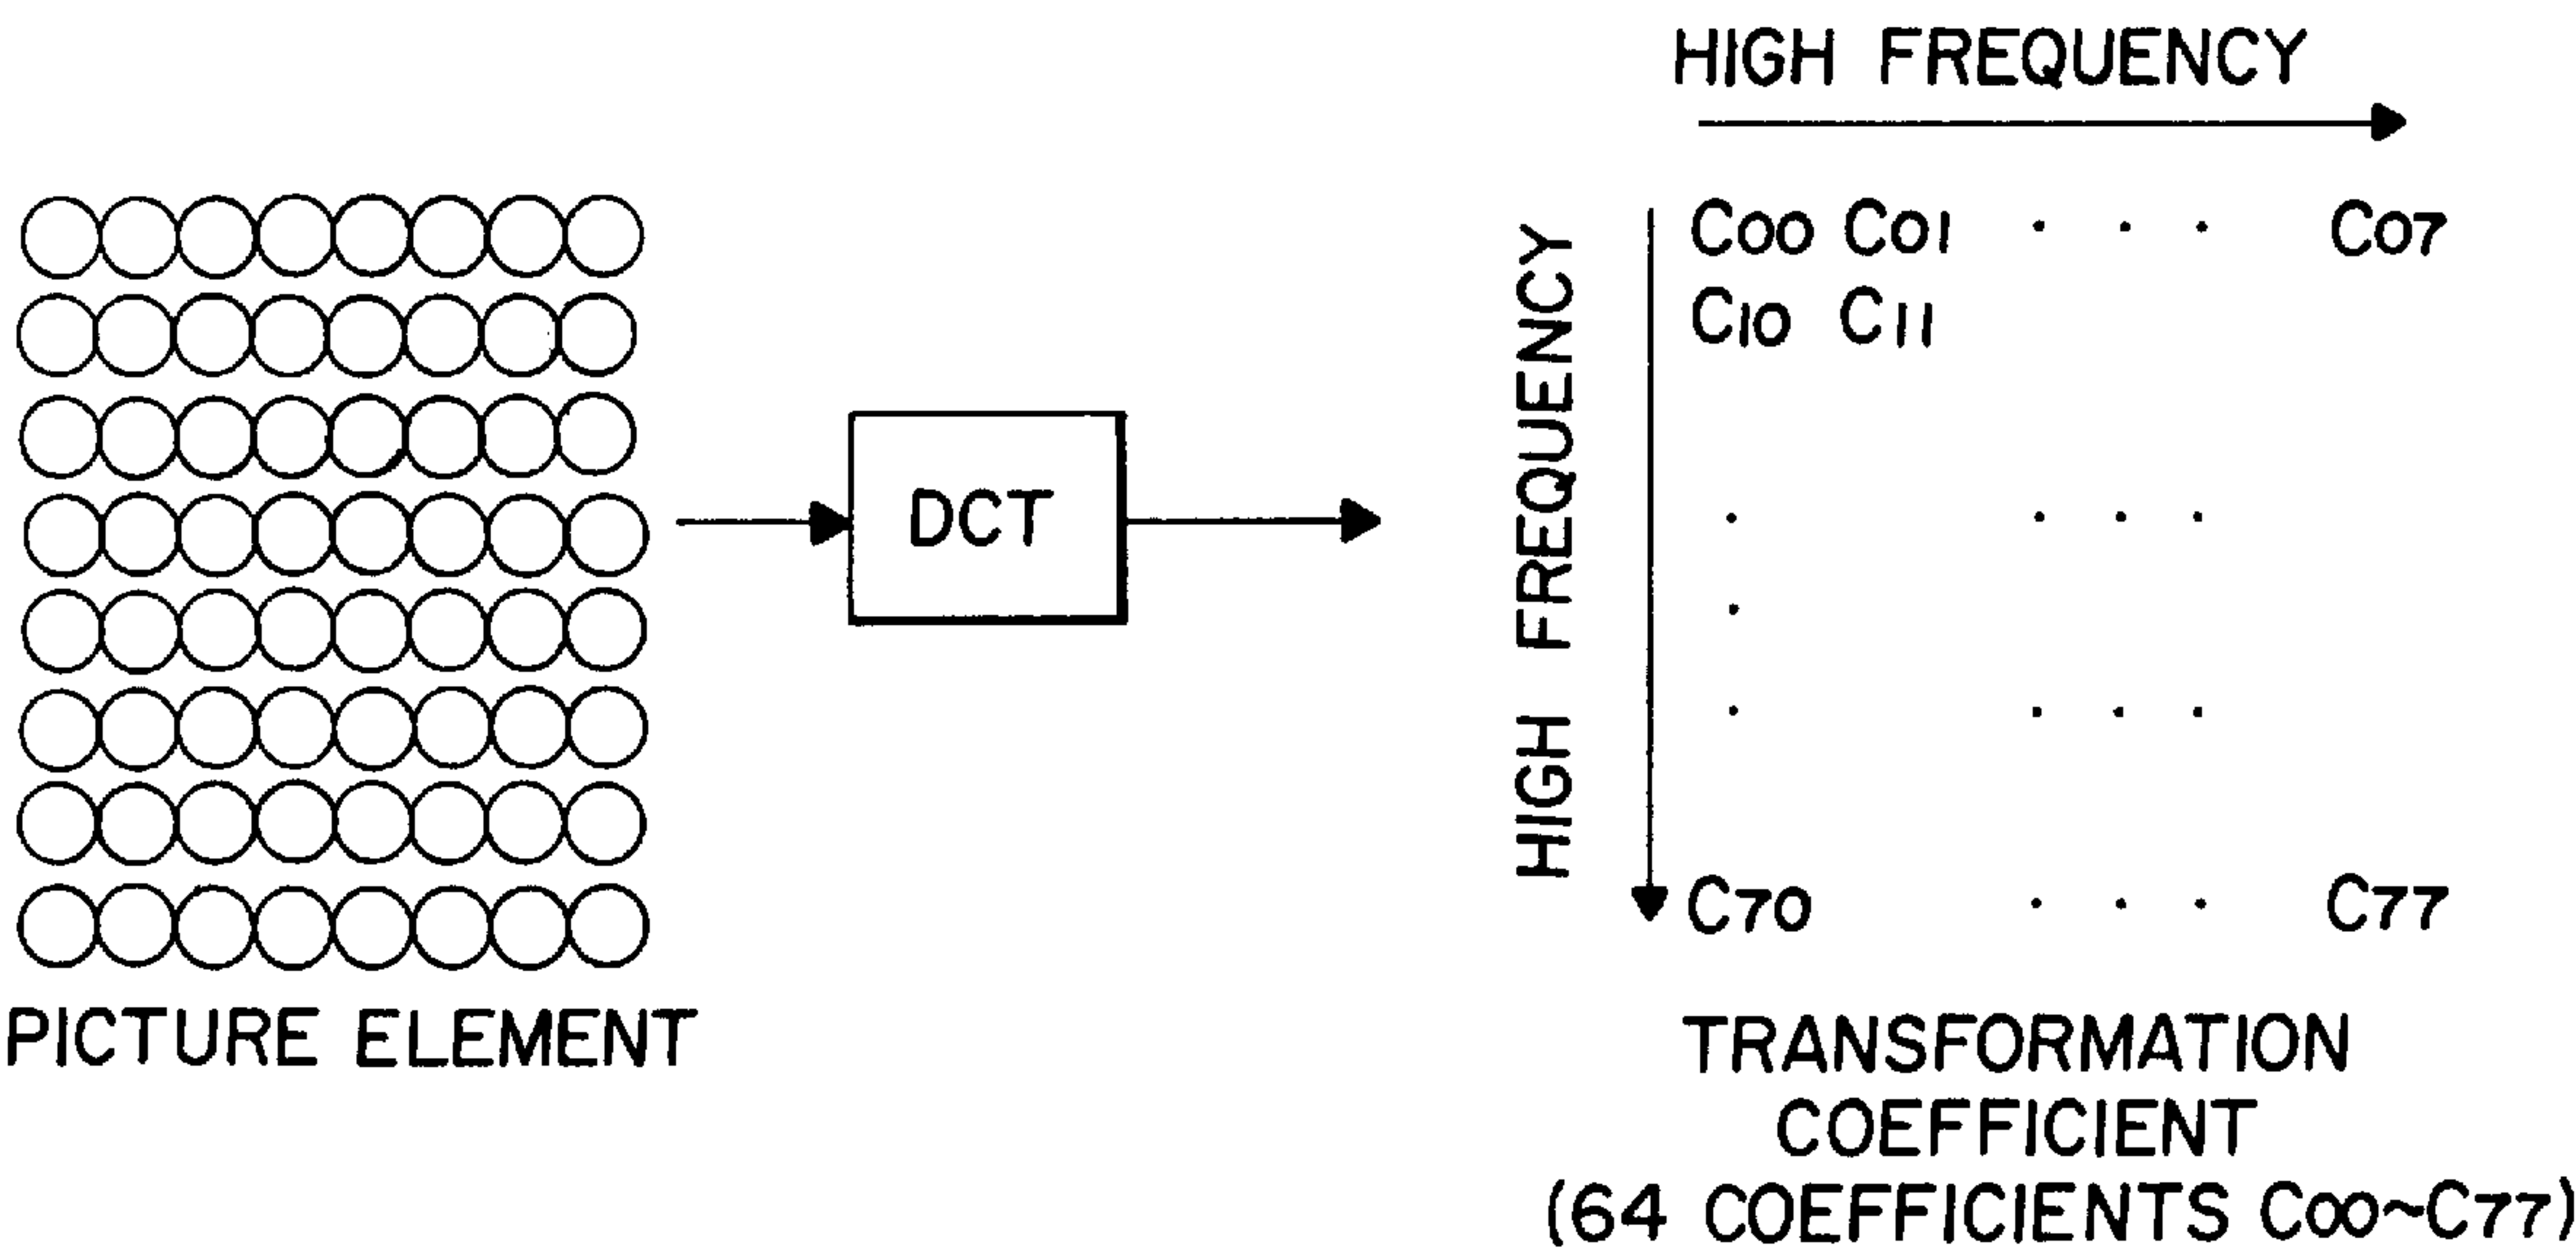 HIGH FREQUENCY
HIGH FREQUENCY
C00 C01 · · · C07
C10 C11
· · · ·
·
· · · ·
C70 · · · C77
DCT
PICTURE ELEMENT
TRANSFORMATION
COEFFICIENT
(64 COEFFICIENTS C00~C77)